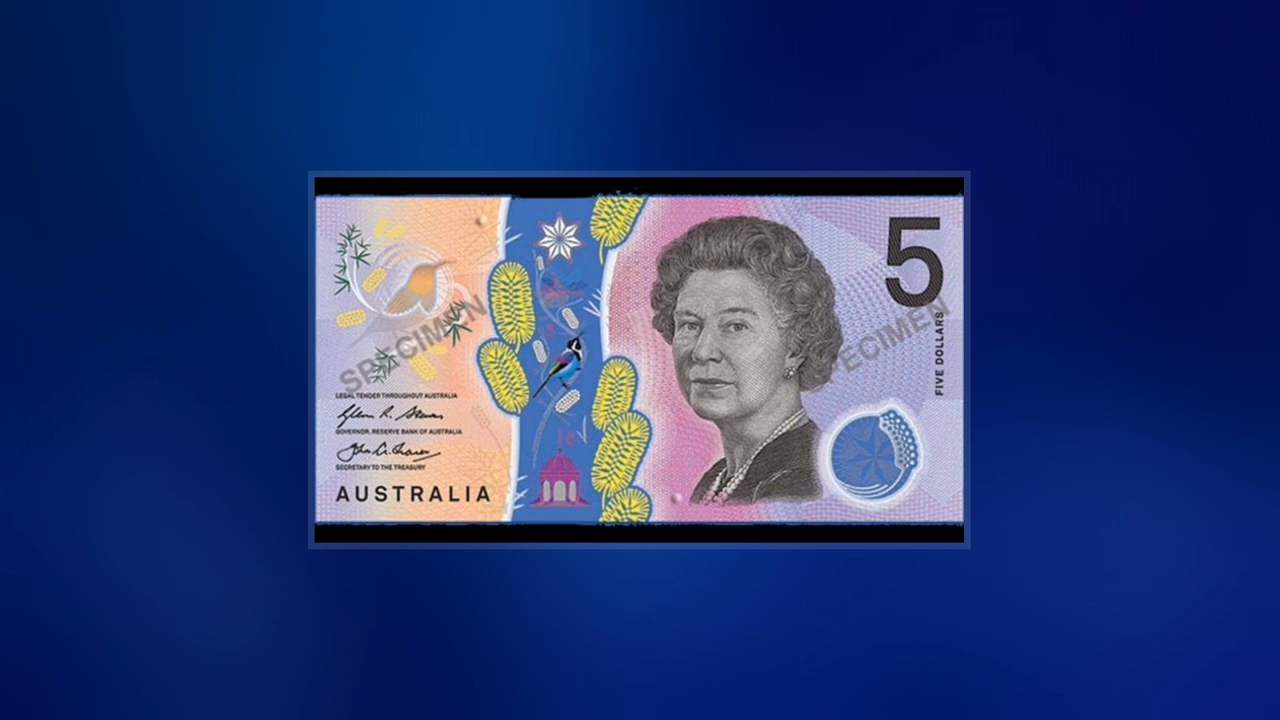 SPECIMEN
LEGAL TENDER THROUGHOUT AUSTRALIA
GOVERNOR, RESERVE BANK OF AUSTRALIA
SECRETARY TO THE TREASURY
AUSTRALIA
5
FIVE DOLLARS
SPECIMEN